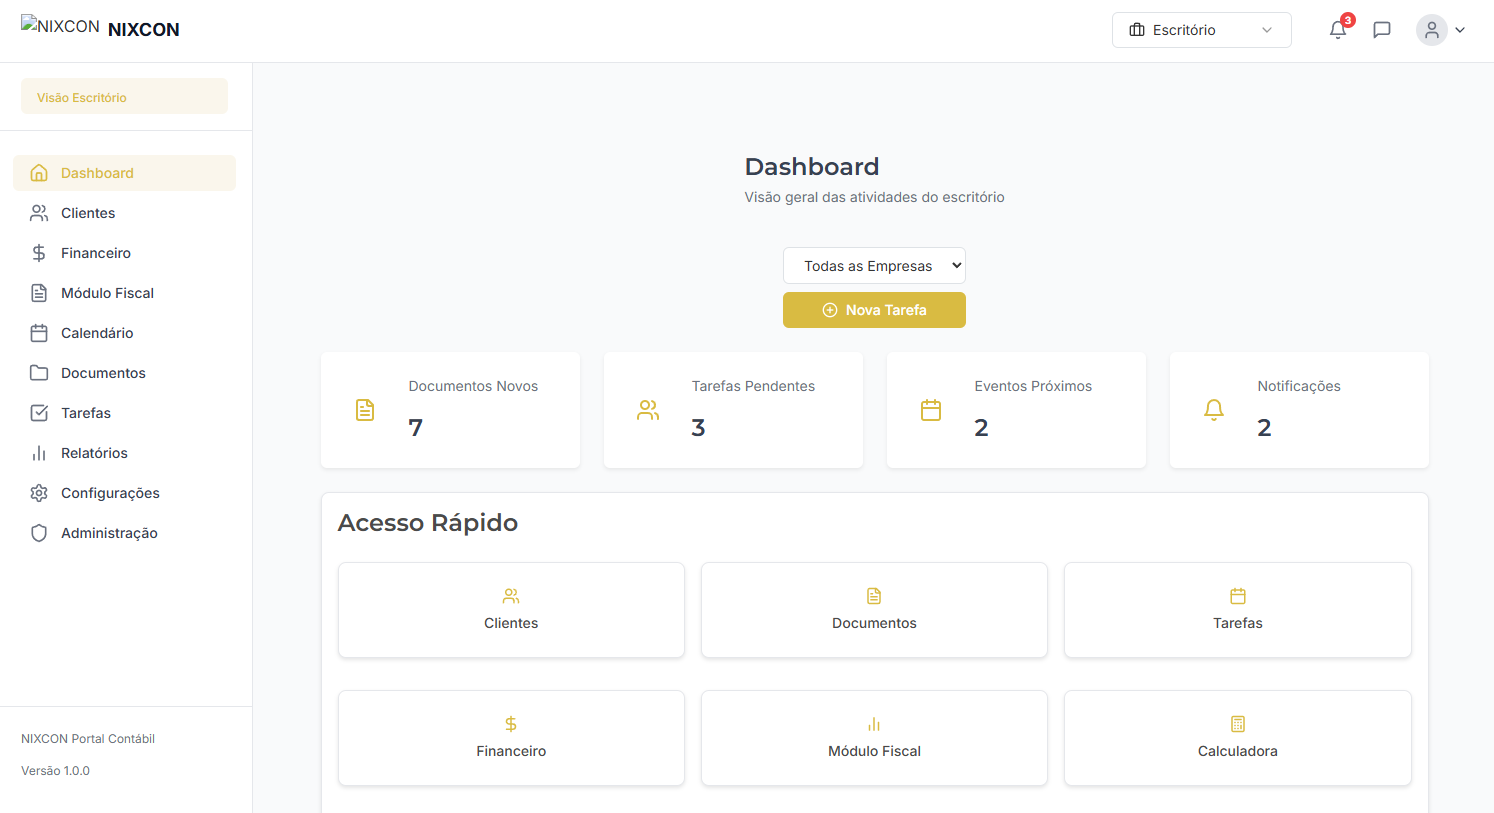 NIXCON NIXCON
Escritório
3
Visão Escritório
Dashboard
Clientes
Financeiro
Módulo Fiscal
Calendário
Documentos
Tarefas
Relatórios
Configurações
Administração
NIXCON Portal Contábil
Versão 1.0.0
Dashboard
Visão geral das atividades do escritório
Todas as Empresas
Nova Tarefa
Documentos Novos
7
Tarefas Pendentes
3
Eventos Próximos
2
Notificações
2
Acesso Rápido
Clientes
Documentos
Tarefas
Financeiro
Módulo Fiscal
Calculadora